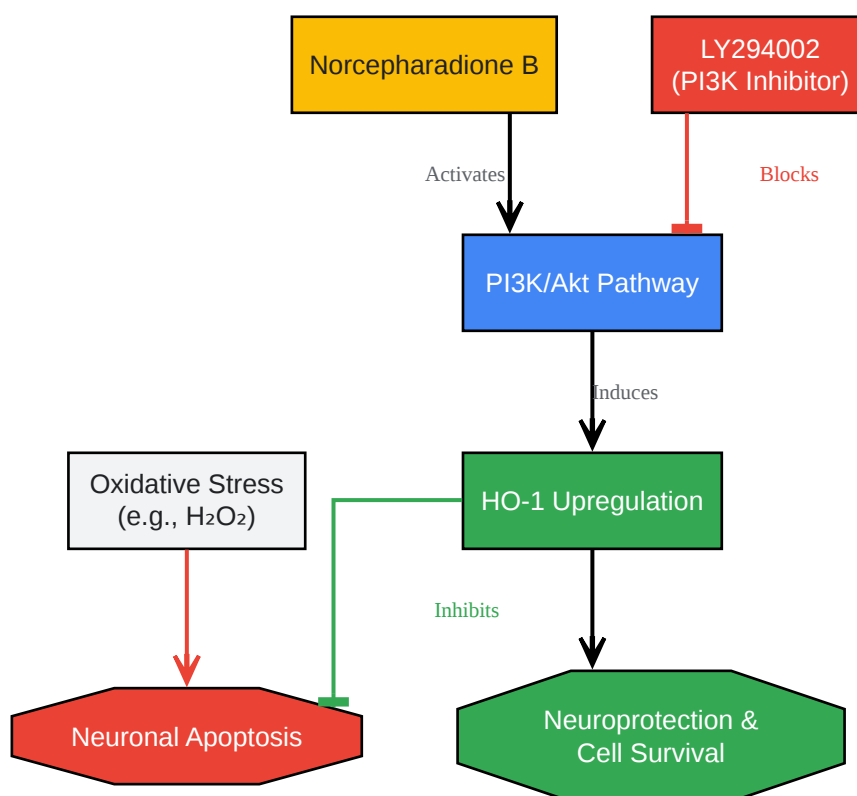 Norcepharadione B
LY294002
(PI3K Inhibitor)
Activates
Blocks
PI3K/Akt Pathway
Induces
Oxidative Stress
(e.g., H₂O₂)
HO-1 Upregulation
Inhibits
Neuronal Apoptosis
Neuroprotection &
Cell Survival